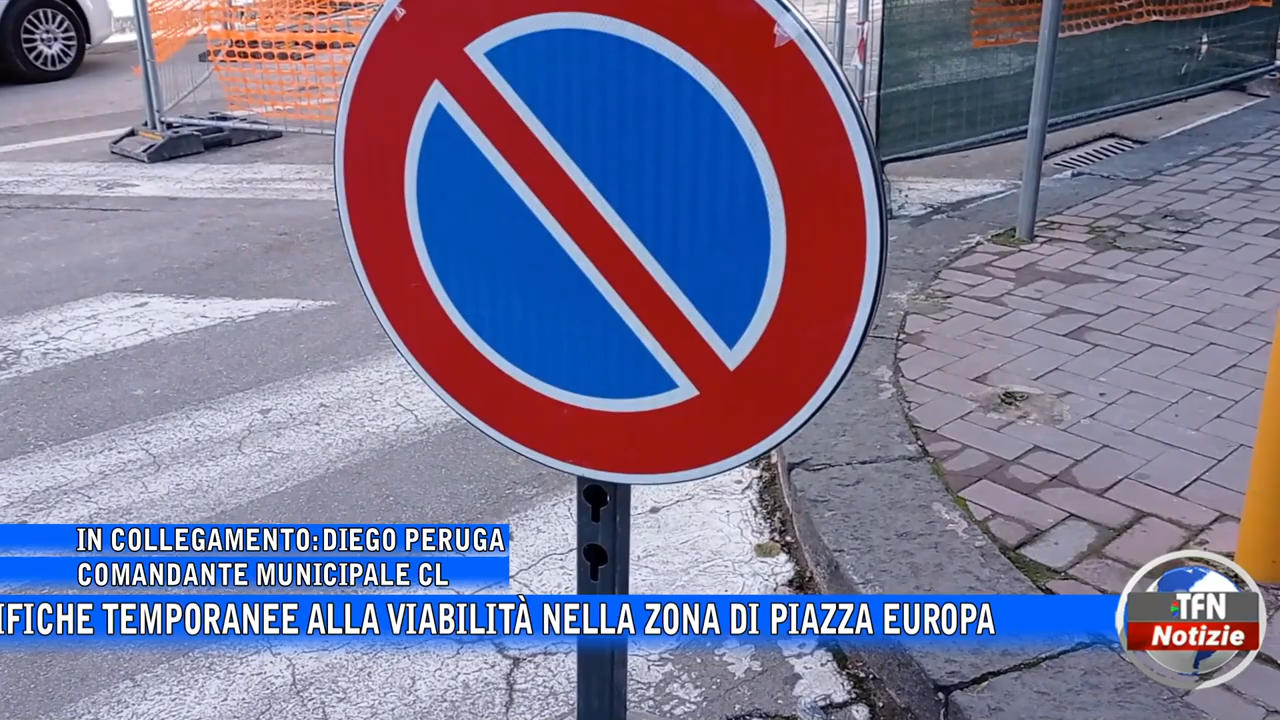 IN COLLEGAMENTO:DIEGO PERUGA
COMANDANTE MUNICIPALE CL
IFICHE TEMPORANEE ALLA VIABILITÀ NELLA ZONA DI PIAZZA EUROPA
TFN
Notizie